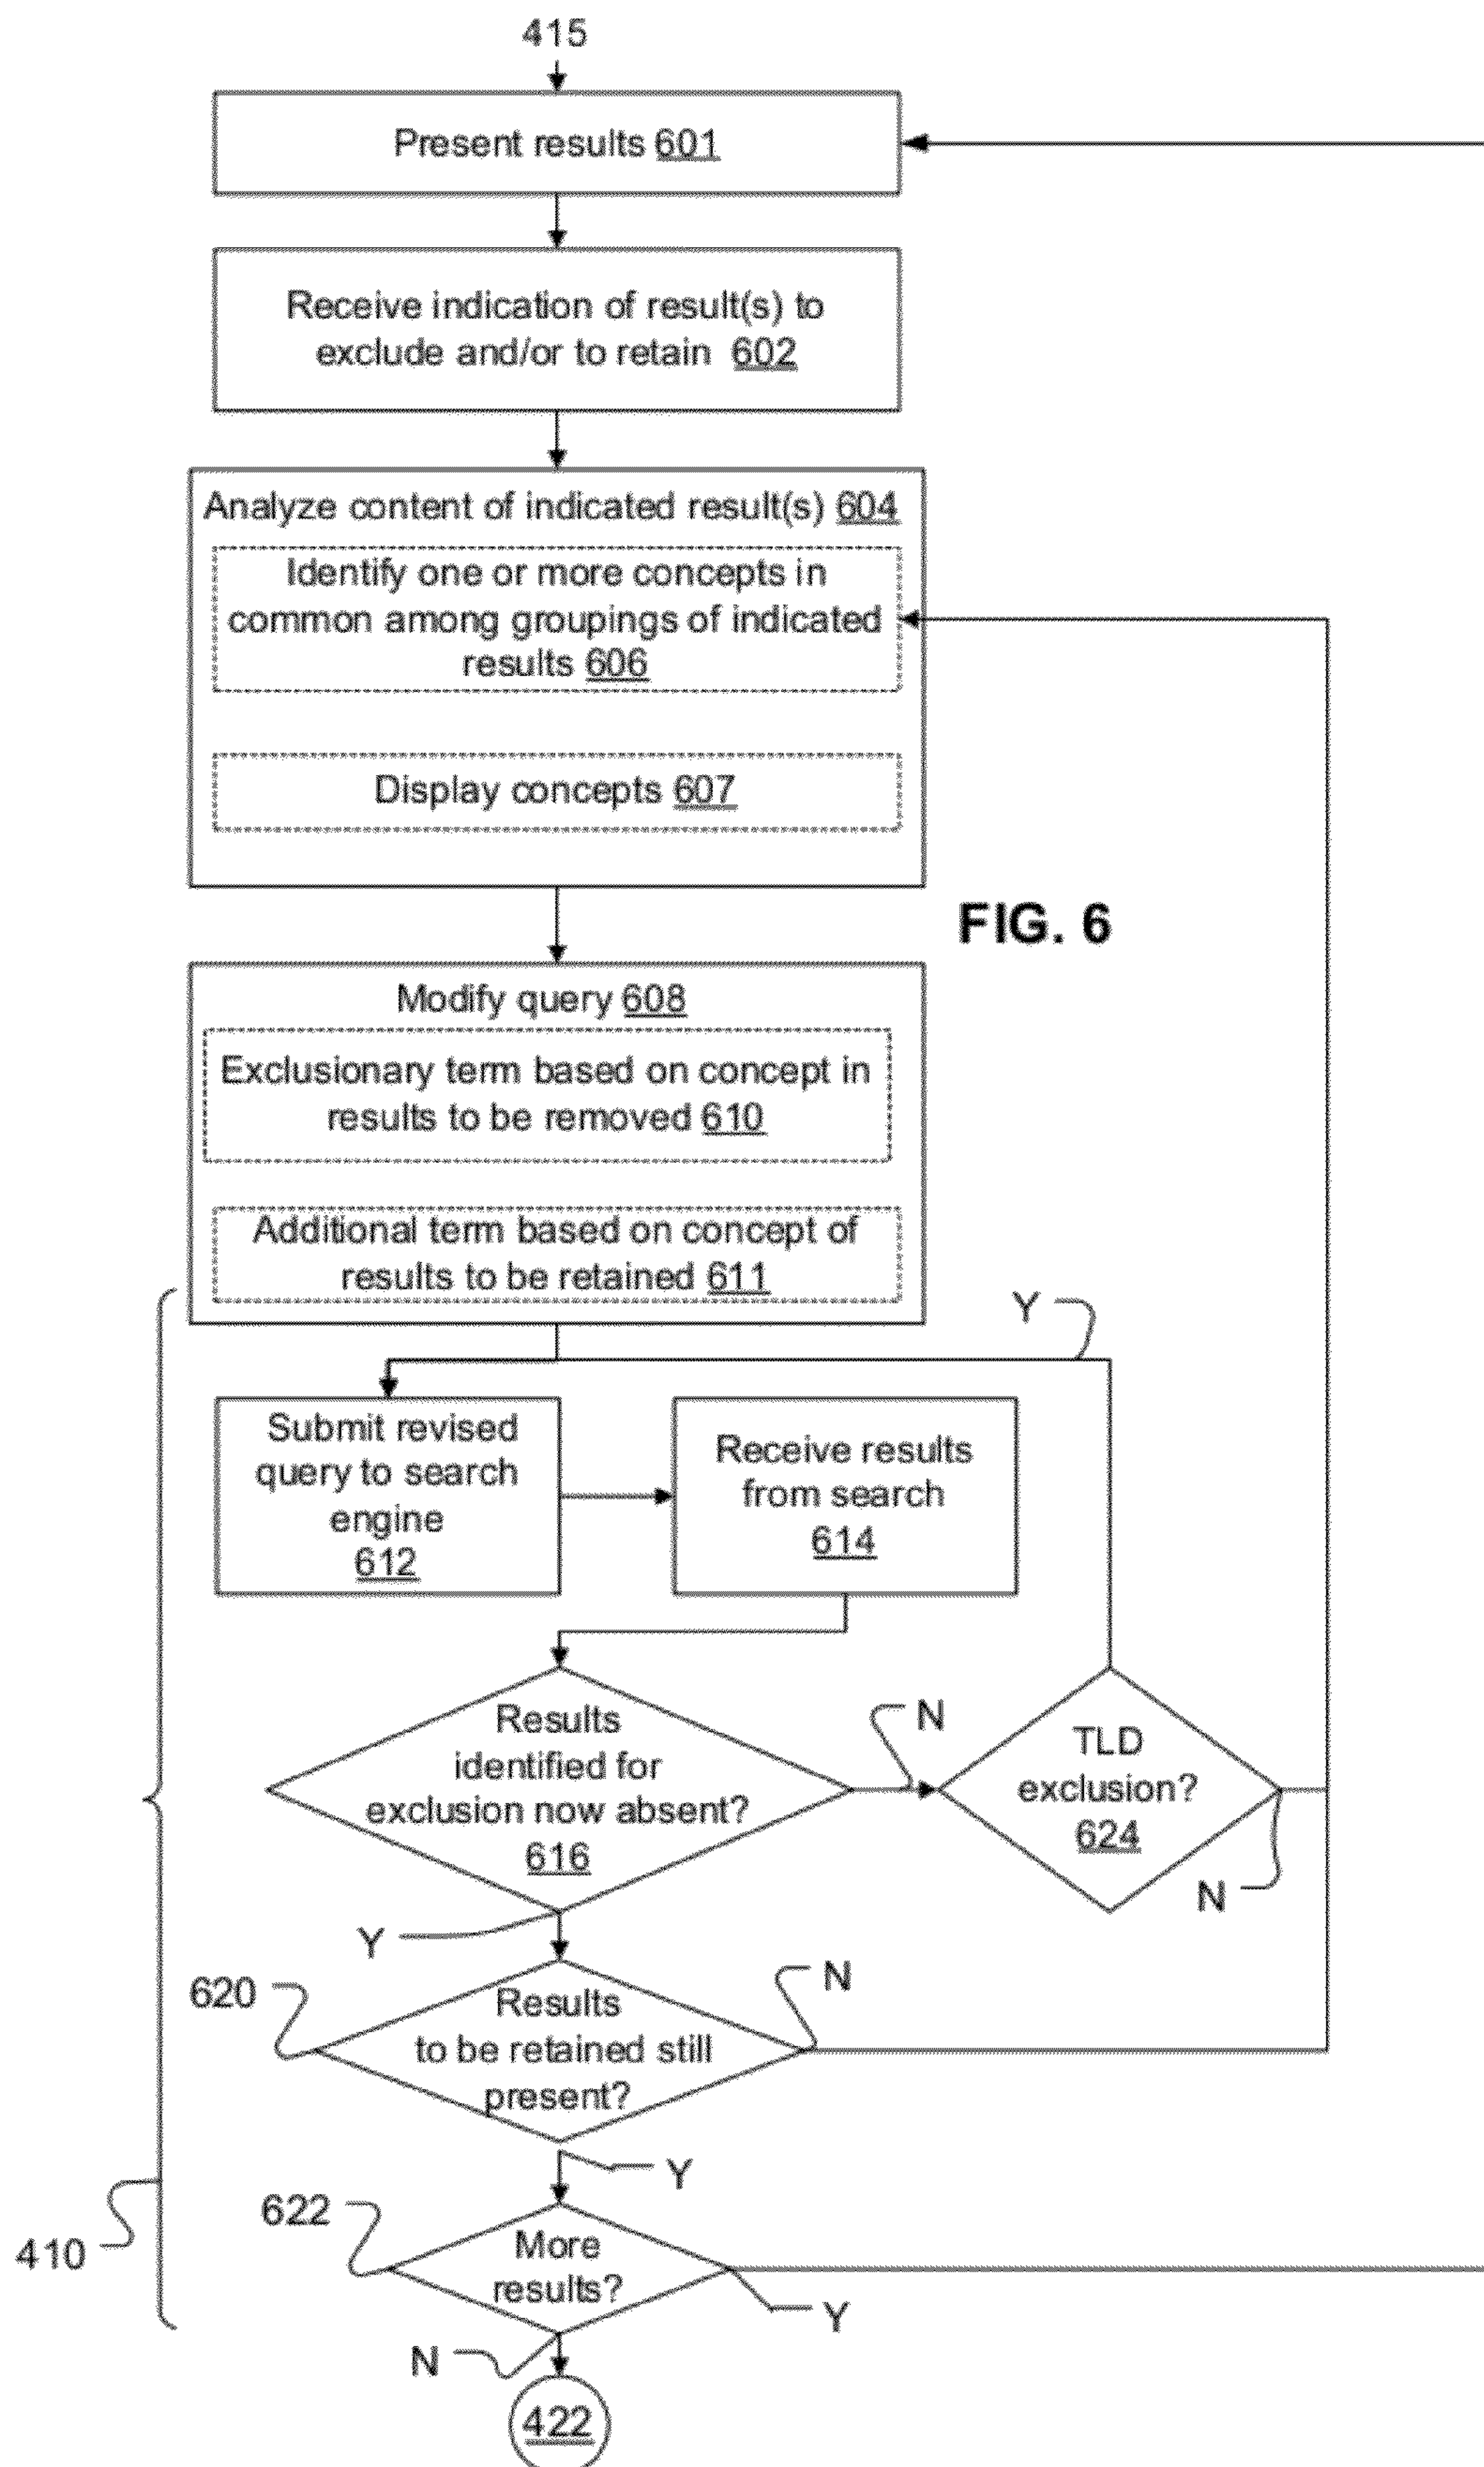 415
Present results 601
Receive indication of result(s) to
exclude and/or to retain 602
Analyze content of indicated result(s) 604
Identify one or more concepts in
common among groupings of indicated
results 606
Display concepts 607
FIG. 6
Modify query 608
Exclusionary term based on concept in
results to be removed 610
Additional term based on concept of
results to be retained 611
Y
Submit revised
query to search
engine
612
Receive results
from search
614
Results
identified for
exclusion now absent?
616
N
TLD
exclusion?
624
N
Y
620
Results
to be retained still
present?
N
Y
622
More
results?
Y
410
N
422